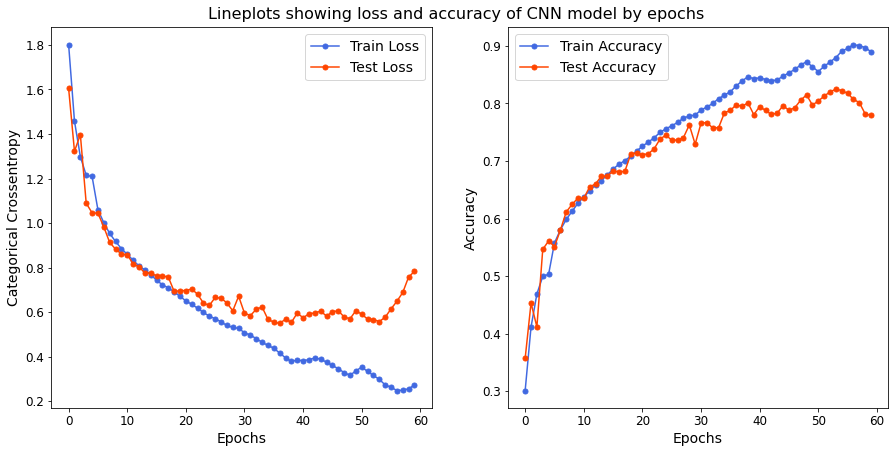 Lineplots showing loss and accuracy of CNN model by epochs
Categorical Crossentropy
1.8
1.6
1.4
1.2
1.0
0.8
0.6
0.4
0.2
Train Loss
Test Loss
0 10 20 30 40 50 60
Epochs
Accuracy
0.9
0.8
0.7
0.6
0.5
0.4
0.3
Train Accuracy
Test Accuracy
0 10 20 30 40 50 60
Epochs